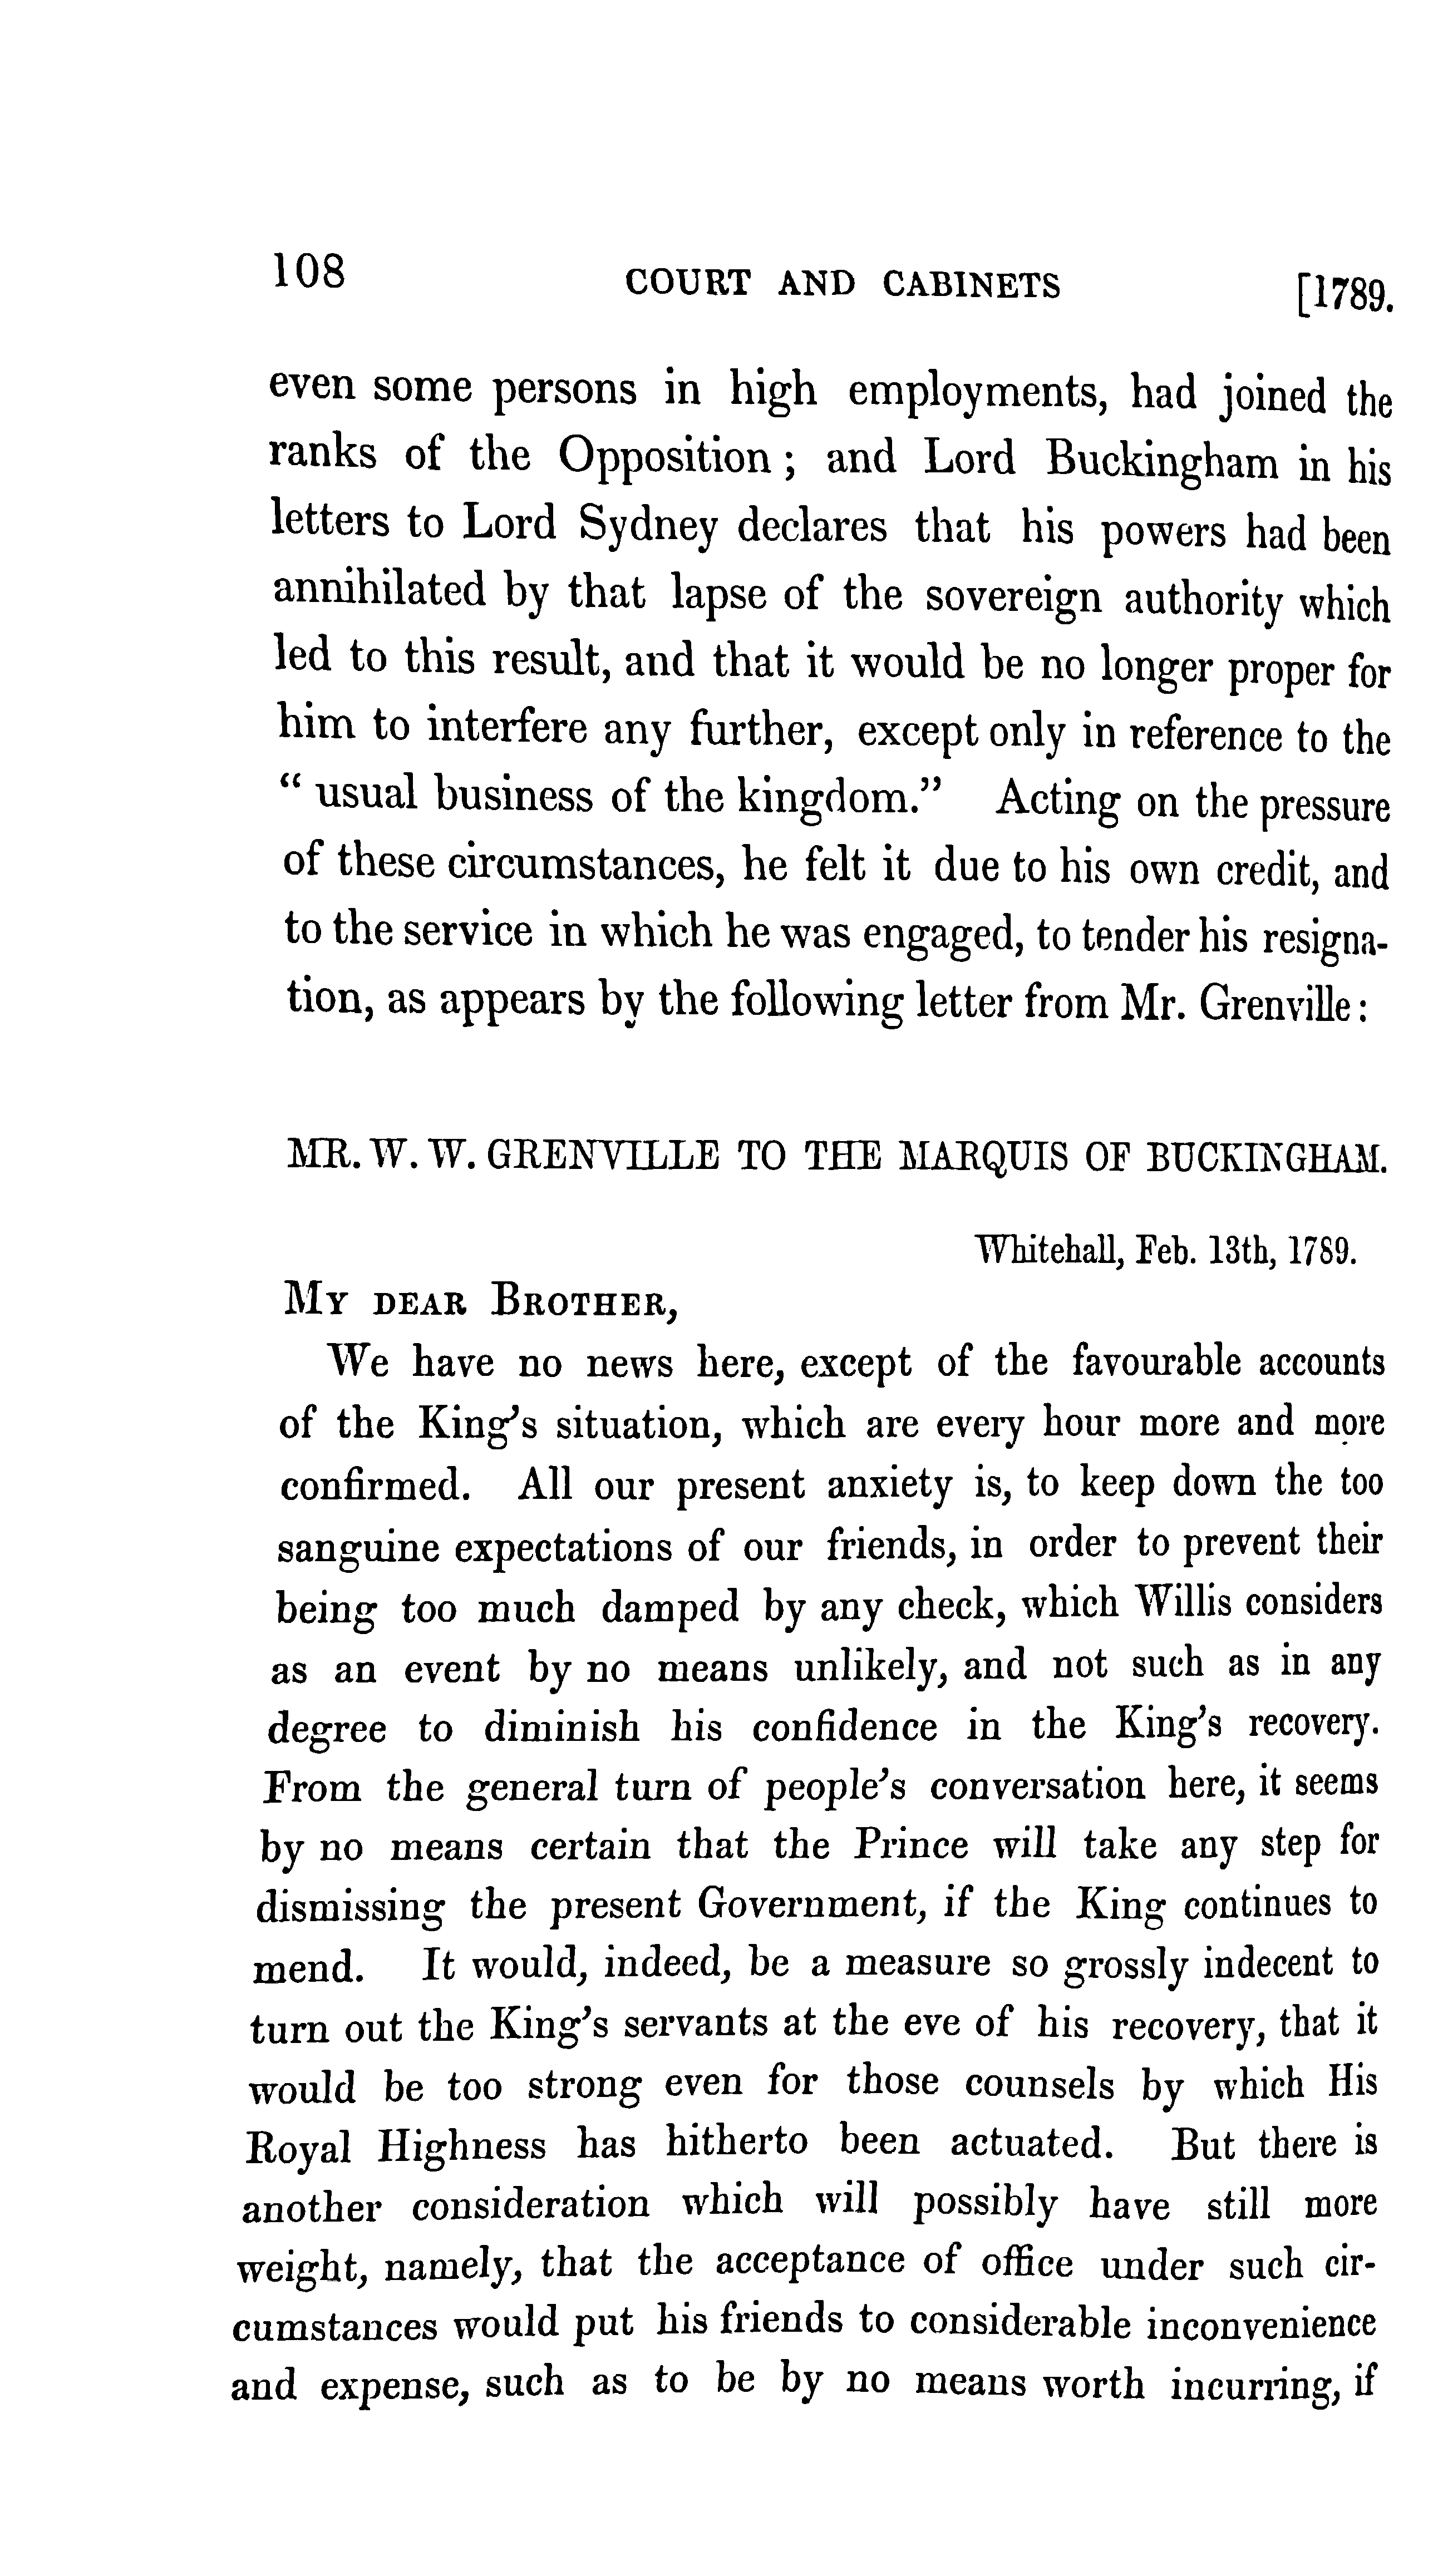 108 COURT AND CABINETS [1789.
even some persons in high employments, had joined the
ranks of the Opposition ; and Lord Buckingham in his
letters to Lord Sydney declares that his powers had been
annihilated by that lapse of the sovereign authority which
led to this result, and that it would be no longer proper for
him to interfere any further, except only in reference to the
“ usual business of the kingdom.” Acting on the pressure
of these circumstances, he felt it due to his own credit, and
to the service in which he was engaged, to tender his resigna-
tion, as appears by the following letter from Mr. Grenville :
MR. W. W. GRENVILLE TO THE MARQUIS OF BUCKINGHAM.
Whitehall, Feb. 13th, 1789.
MY DEAR BROTHER,
We have no news here, except of the favourable accounts
of the King’s situation, which are every hour more and more
confirmed. All our present anxiety is, to keep down the too
sanguine expectations of our friends, in order to prevent their
being too much damped by any check, which Willis considers
as an event by no means unlikely, and not such as in any
degree to diminish his confidence in the King’s recovery.
From the general turn of people’s conversation here, it seems
by no means certain that the Prince will take any step for
dismissing the present Government, if the King continues to
mend. It would, indeed, be a measure so grossly indecent to
turn out the King’s servants at the eve of his recovery, that it
would be too strong even for those counsels by which His
Royal Highness has hitherto been actuated. But there is
another consideration which will possibly have still more
weight, namely, that the acceptance of office under such cir-
cumstances would put his friends to considerable inconvenience
and expense, such as to be by no means worth incurring, if